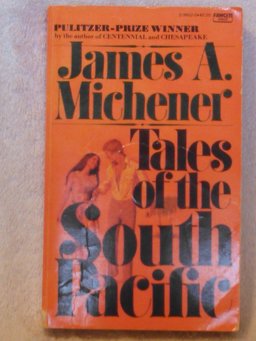 PULITZER-PRIZE WINNER
by the author of CENTENNIAL and CHESAPEAKE
James A.
Michener
Tales
of the
South
Pacific